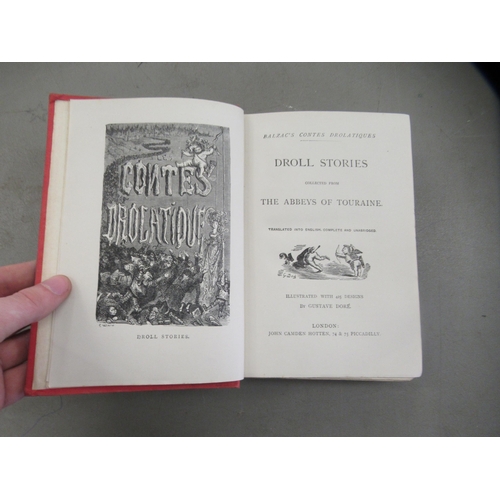 CONTES
DROLATIQUE
DROLL STORIES.
BALZAC'S CONTES DROLATIQUES.
DROLL STORIES
COLLECTED FROM
THE ABBEYS OF TOURAINE.
TRANSLATED INTO ENGLISH, COMPLETE AND UNABRIDGED
ILLUSTRATED WITH 425 DESIGNS
BY GUSTAVE DORÉ.
LONDON:
JOHN CAMDEN HOTTEN, 74 & 75 PICCADILLY.